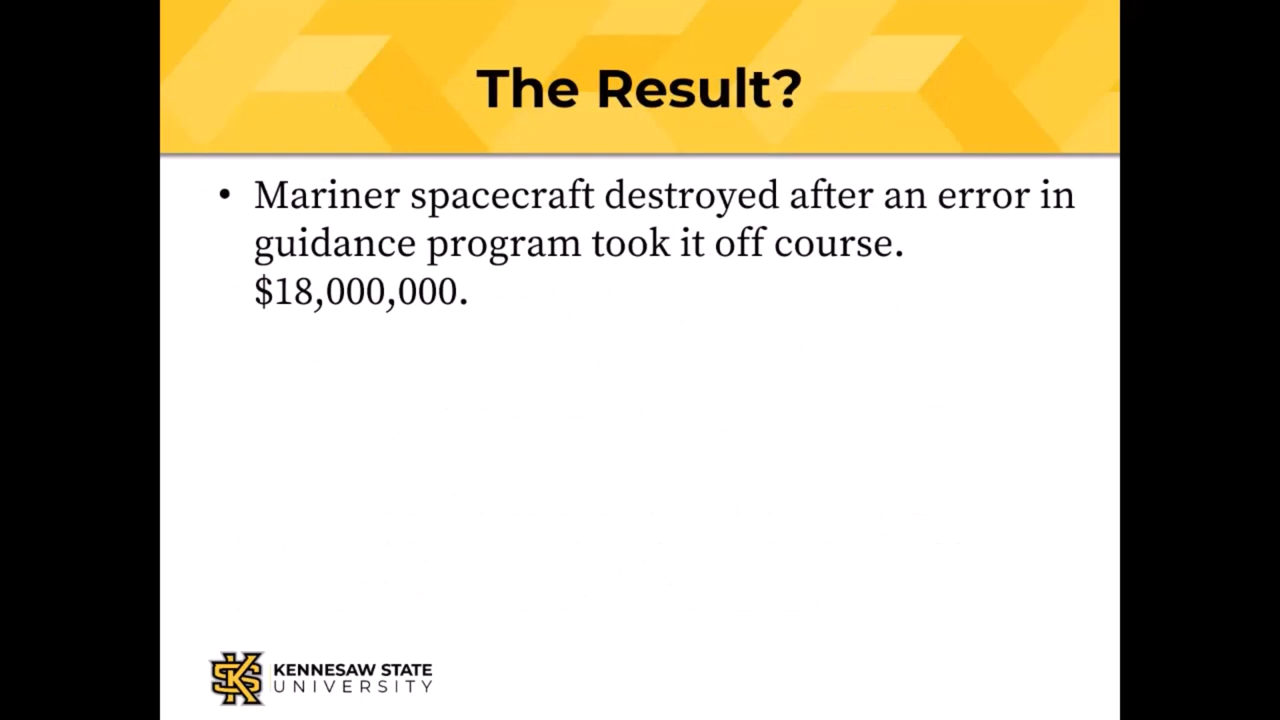 The Result?
• Mariner spacecraft destroyed after an error in
guidance program took it off course.
$18,000,000.
KENNESAW STATE
UNIVERSITY